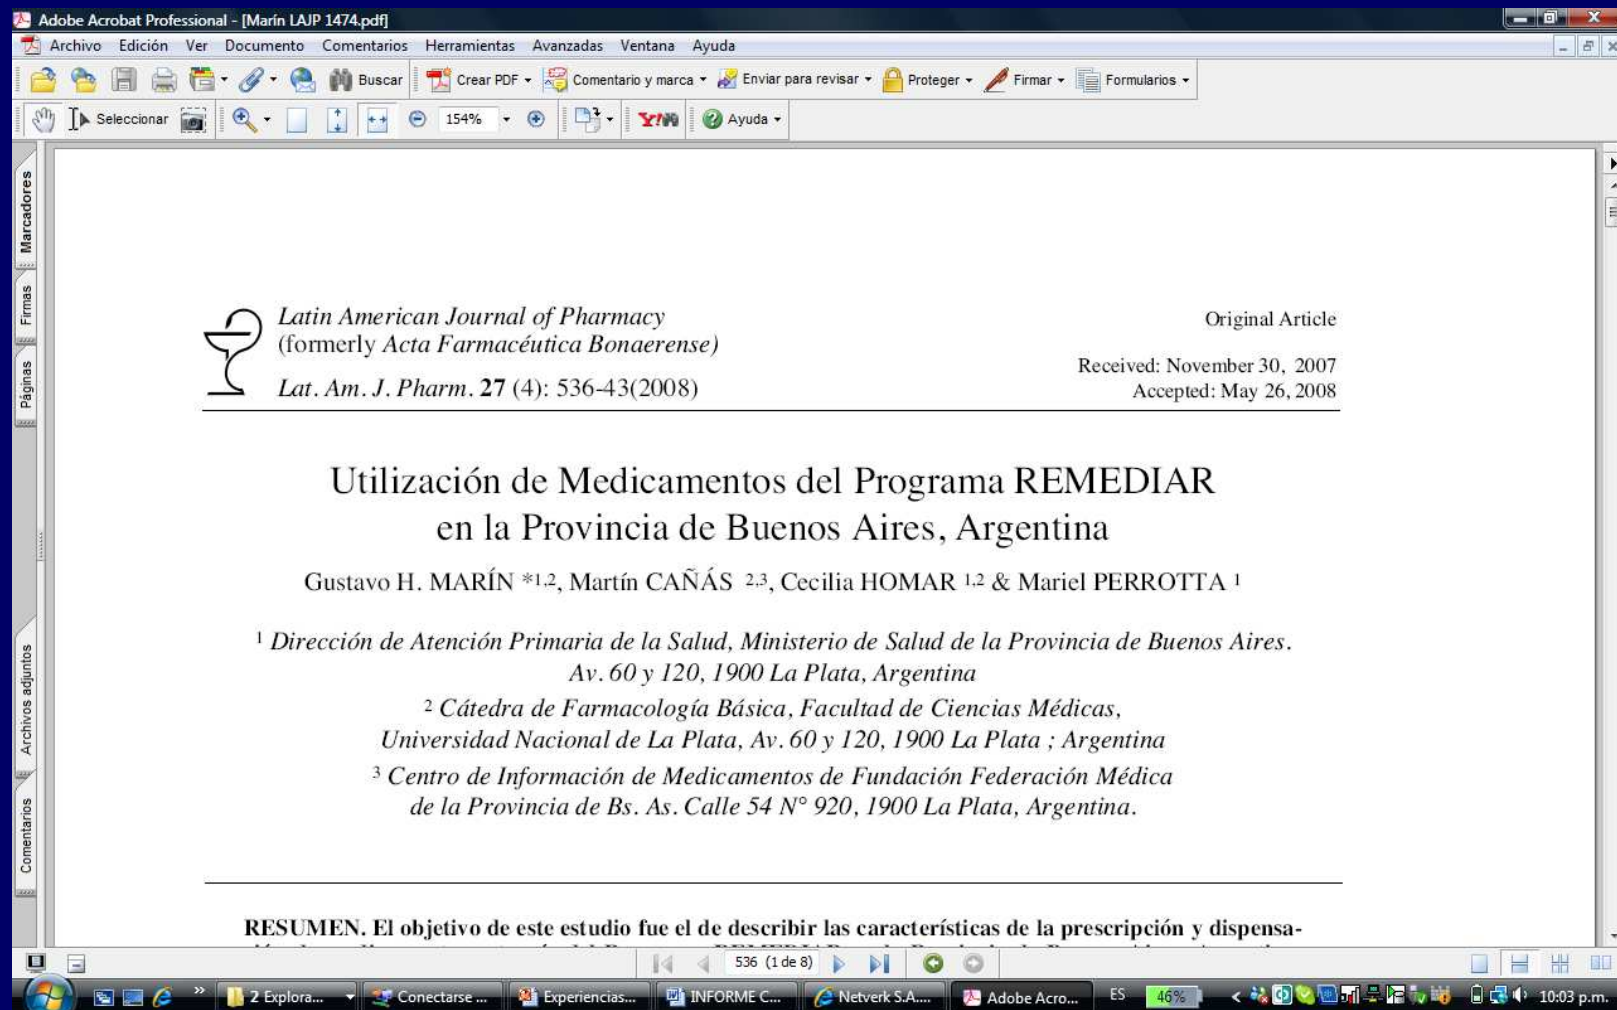 Adobe Acrobat Professional - [Marín LAJP 1474.pdf]
Archivo Edición Ver Documento Comentarios Herramientas Avanzadas Ventana Ayuda
Buscar Crear PDF Comentario y marca Enviar para revisar Proteger Firmar Formularios
Seleccionar 154% Y! Ayuda
Marcadores
Firmas
Páginas
Archivos adjuntos
Comentarios
Latin American Journal of Pharmacy
(formerly Acta Farmacéutica Bonaerense)
Lat. Am. J. Pharm. 27 (4): 536-43(2008)
Original Article
Received: November 30, 2007
Accepted: May 26, 2008
Utilización de Medicamentos del Programa REMEDIAR
en la Provincia de Buenos Aires, Argentina
Gustavo H. MARÍN *1,2, Martín CAÑÁS 2,3, Cecilia HOMAR 1,2 & Mariel PERROTTA 1
1 Dirección de Atención Primaria de la Salud, Ministerio de Salud de la Provincia de Buenos Aires.
Av. 60 y 120, 1900 La Plata, Argentina
2 Cátedra de Farmacología Básica, Facultad de Ciencias Médicas,
Universidad Nacional de La Plata, Av. 60 y 120, 1900 La Plata ; Argentina
3 Centro de Información de Medicamentos de Fundación Federación Médica
de la Provincia de Bs. As. Calle 54 N° 920, 1900 La Plata, Argentina.
RESUMEN. El objetivo de este estudio fue el de describir las características de la prescripción y dispensa-
536 (1 de 8)
2 Explora... Conectarse ... Experiencias... INFORME C... Netverk S.A.... Adobe Acro... ES 46% 10:03 p.m.